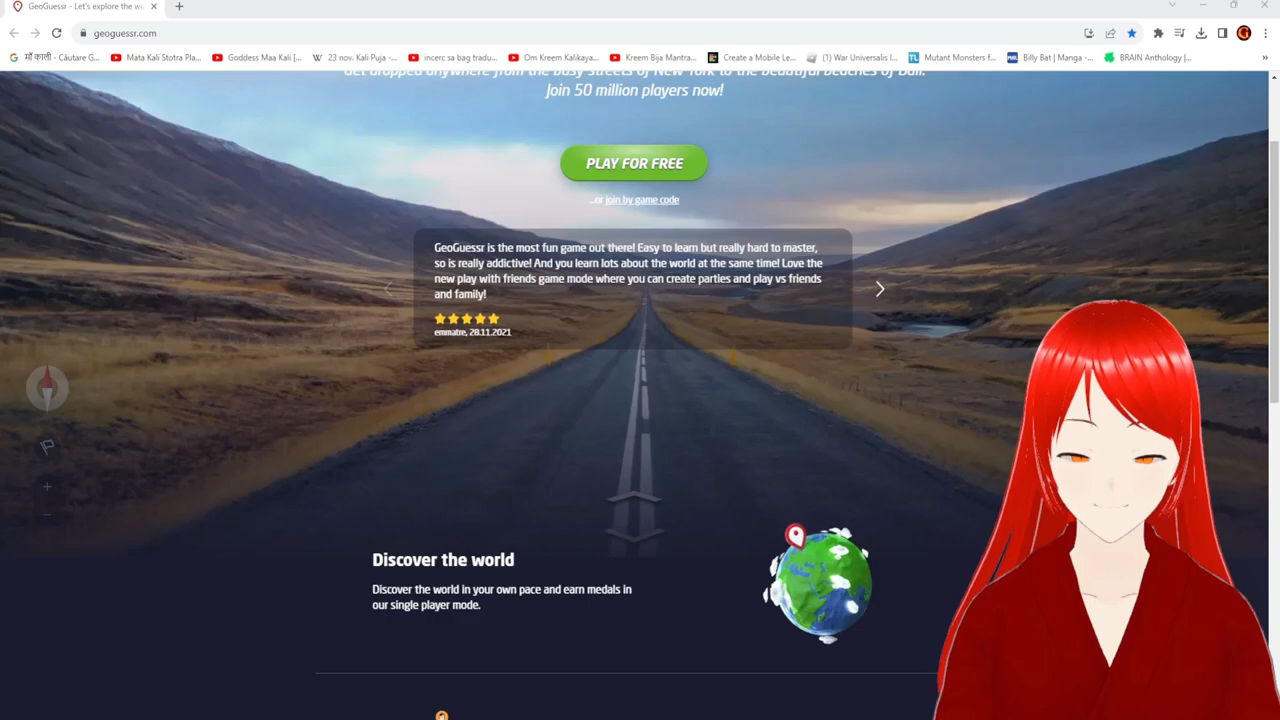 GeoGuessr - Let's explore the wo
geoguessr.com
माँ काली - Căutare G...
Mata Kali Stotra Pla...
Goddess Maa Kali [...
23 nov. Kali Puja -...
incerc sa bag tradu...
Om Kreem Kalikaya...
Kreem Bija Mantra...
Create a Mobile Le...
(1) War Universalis I...
Mutant Monsters f...
Billy Bat | Manga -...
BRAIN Anthology |...
Get dropped anywhere from the busy streets of New York to the beautiful beaches of Bali.
Join 50 million players now!
PLAY FOR FREE
...or join by game code
GeoGuessr is the most fun game out there! Easy to learn but really hard to master,
so is really addictive! And you learn lots about the world at the same time! Love the
new play with friends game mode where you can create parties and play vs friends
and family!
emmatre, 28.11.2021
Discover the world
Discover the world in your own pace and earn medals in
our single player mode.